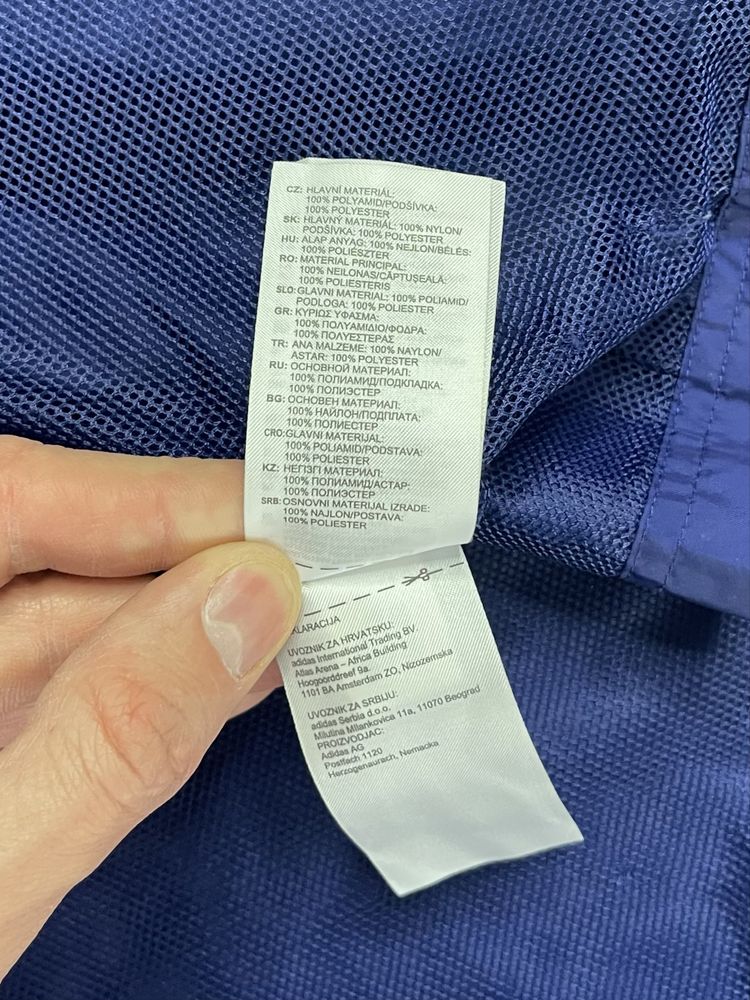 CZ: HLAVNÍ MATERIÁL:
100% POLYAMID/PODŠÍVKA:
100% POLYESTER
SK: HLAVNÝ MATERIÁL: 100% NYLON/
PODŠÍVKA: 100% POLYESTER
HU: ALAP ANYAG: 100% NEJLON/BÉLÉS:
100% POLIÉSZTER
RO: MATERIAL PRINCIPAL:
100% NEILONAS/CĂPTUȘEALĂ:
100% POLIESTERIS
SLO: GLAVNI MATERIAL: 100% POLIAMID/
PODLOGA: 100% POLIESTER
GR: ΚΥΡΙΩΣ ΥΦΑΣΜΑ:
100% ΠΟΛΥΑΜΙΔΙΟ/ΦΟΔΡΑ:
100% ΠΟΛΥΕΣΤΕΡΑΣ
TR: ANA MALZEME: 100% NAYLON/
ASTAR: 100% POLYESTER
RU: ОСНОВНОЙ МАТЕРИАЛ:
100% ПОЛИАМИД/ПОДКЛАДКА:
100% ПОЛИЭСТЕР
BG: ОСНОВЕН МАТЕРИАЛ:
100% НАЙЛОН/ПОДПЛАТА:
100% ПОЛИЕСТЕР
CRO: GLAVNI MATERIJAL:
100% POLIAMID/PODSTAVA:
100% POLIESTER
KZ: НЕГІЗГІ МАТЕРИАЛ:
100% ПОЛИАМИД/АСТАР:
100% ПОЛИЭСТЕР
SRB: OSNOVNI MATERIJAL IZRADE:
100% NAJLON/POSTAVA:
100% POLIESTER
KLARACIJA
UVOZNIK ZA HRVATSKU:
adidas International Trading BV
Atlas Arena – Africa Building
Hoogoorddreef 9a.
1101 BA Amsterdam ZO, Nizozemska
UVOZNIK ZA SRBIJU:
adidas Serbia d.o.o.
Milutina Milankovica 11a, 11070 Beograd
PROIZVODJAC:
Adidas AG
Postfach 1120
Herzogenaurach, Nemacka